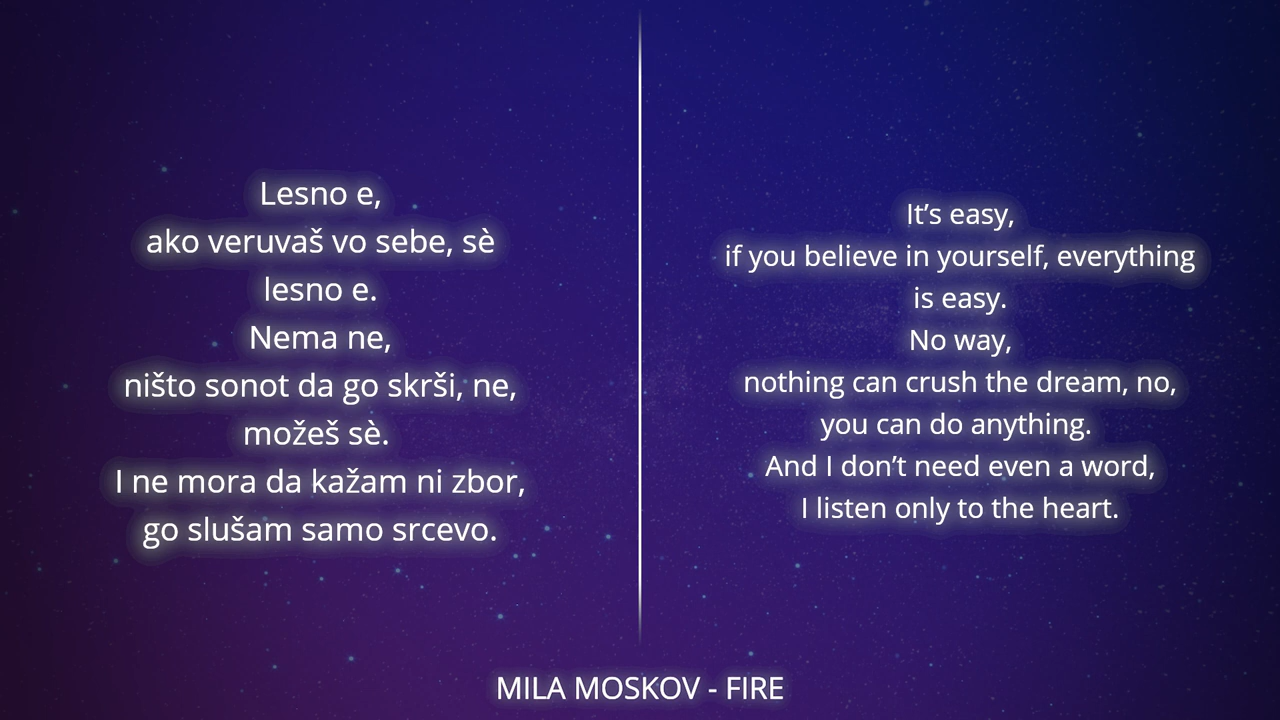 Lesno e,
ako veruvaš vo sebe, sè
lesno e.
Nema ne,
ništo sonot da go skrši, ne,
možeš sè.
I ne mora da kažam ni zbor,
go slušam samo srcevo.
It’s easy,
if you believe in yourself, everything
is easy.
No way,
nothing can crush the dream, no,
you can do anything.
And I don’t need even a word,
I listen only to the heart.
MILA MOSKOV - FIRE